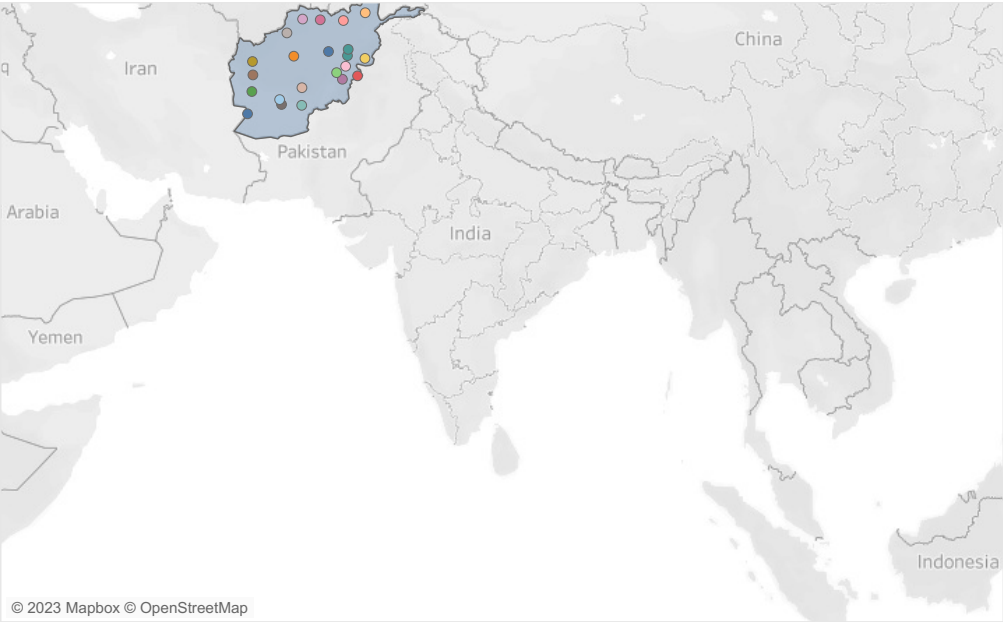 China
Iran
q
Pakistan
Arabia
India
Yemen
Indonesia
© 2023 Mapbox © OpenStreetMap